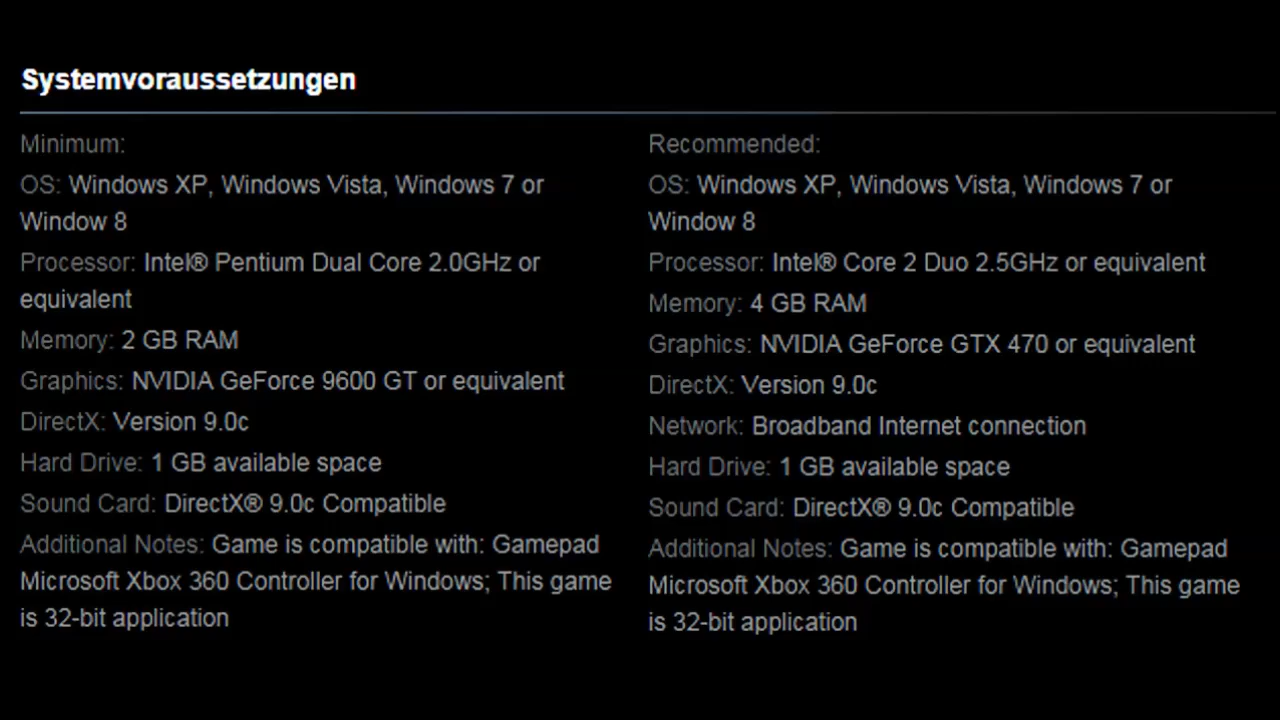 Systemvoraussetzungen
Minimum:
OS: Windows XP, Windows Vista, Windows 7 or
Window 8
Processor: Intel® Pentium Dual Core 2.0GHz or
equivalent
Memory: 2 GB RAM
Graphics: NVIDIA GeForce 9600 GT or equivalent
DirectX: Version 9.0c
Hard Drive: 1 GB available space
Sound Card: DirectX® 9.0c Compatible
Additional Notes: Game is compatible with: Gamepad
Microsoft Xbox 360 Controller for Windows; This game
is 32-bit application
Recommended:
OS: Windows XP, Windows Vista, Windows 7 or
Window 8
Processor: Intel® Core 2 Duo 2.5GHz or equivalent
Memory: 4 GB RAM
Graphics: NVIDIA GeForce GTX 470 or equivalent
DirectX: Version 9.0c
Network: Broadband Internet connection
Hard Drive: 1 GB available space
Sound Card: DirectX® 9.0c Compatible
Additional Notes: Game is compatible with: Gamepad
Microsoft Xbox 360 Controller for Windows; This game
is 32-bit application